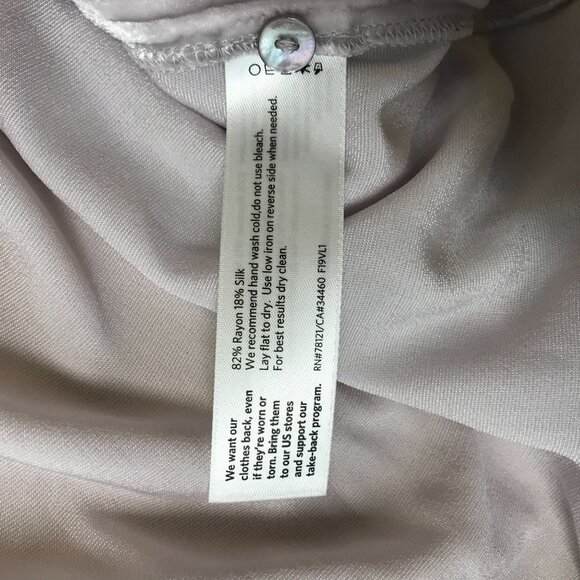 82% Rayon 18% Silk
We recommend hand wash cold,do not use bleach.
Lay flat to dry. Use low iron on reverse side when needed.
For best results dry clean.
RN#78121/CA#34460 F19VL1
We want our
clothes back, even
if they're worn or
torn. Bring them
to our US stores
and support our
take-back program.